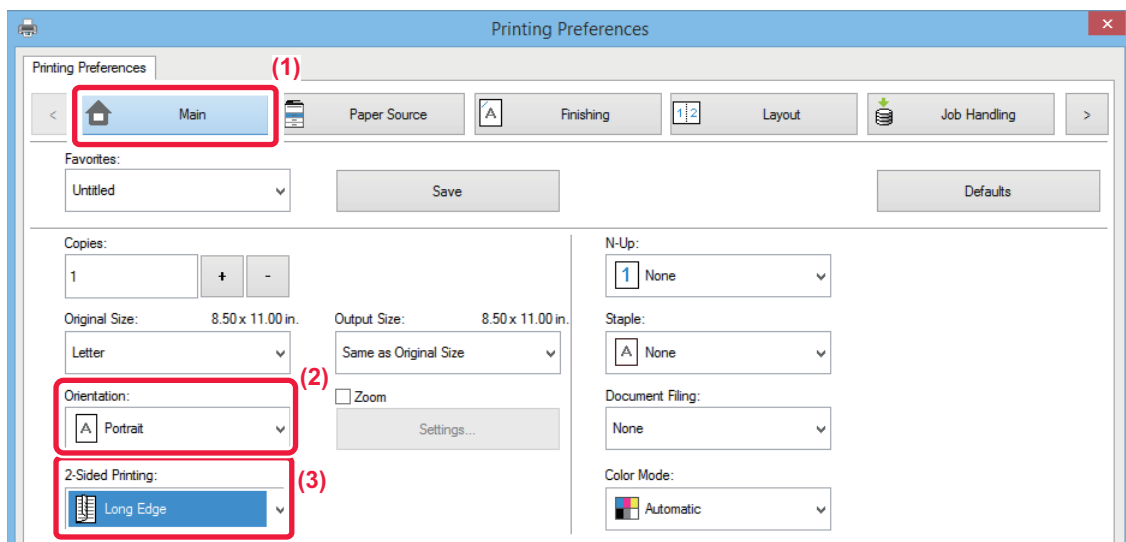 Printing Preferences
Printing Preferences
(1)
<
Main
Paper Source
A
Finishing
1 2
Layout
Job Handling
>
Favorites:
Untitled
Save
Defaults
Copies:
1
+
-
N-Up:
1 None
Original Size: 8.50 x 11.00 in.
Letter
Output Size: 8.50 x 11.00 in.
Same as Original Size
Staple:
A None
(2)
Orientation:
A Portrait
Zoom
Settings...
Document Filing:
None
(3)
2-Sided Printing:
Long Edge
Color Mode:
Automatic